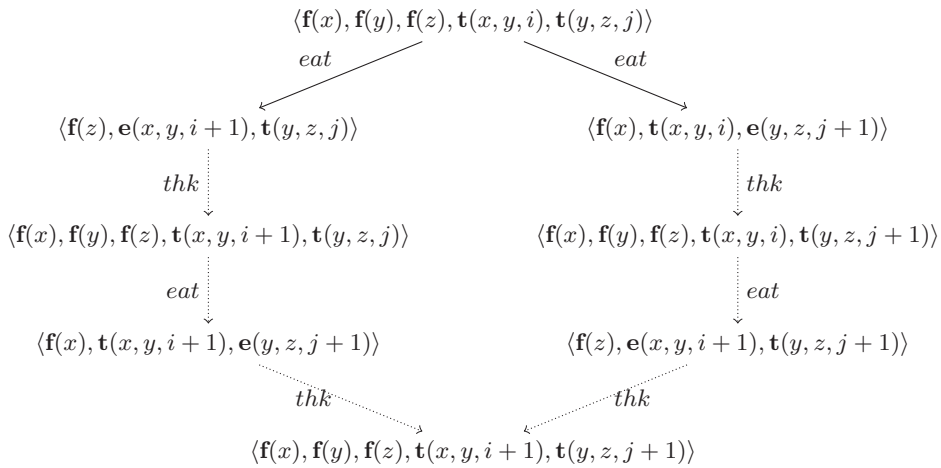 ⟨f(x), f(y), f(z), t(x, y, i), t(y, z, j)⟩
eat eat
⟨f(z), e(x, y, i + 1), t(y, z, j)⟩ ⟨f(x), t(x, y, i), e(y, z, j + 1)⟩
thk thk
⟨f(x), f(y), f(z), t(x, y, i + 1), t(y, z, j)⟩ ⟨f(x), f(y), f(z), t(x, y, i), t(y, z, j + 1)⟩
eat eat
⟨f(x), t(x, y, i + 1), e(y, z, j + 1)⟩ ⟨f(z), e(x, y, i + 1), t(y, z, j + 1)⟩
thk thk
⟨f(x), f(y), f(z), t(x, y, i + 1), t(y, z, j + 1)⟩